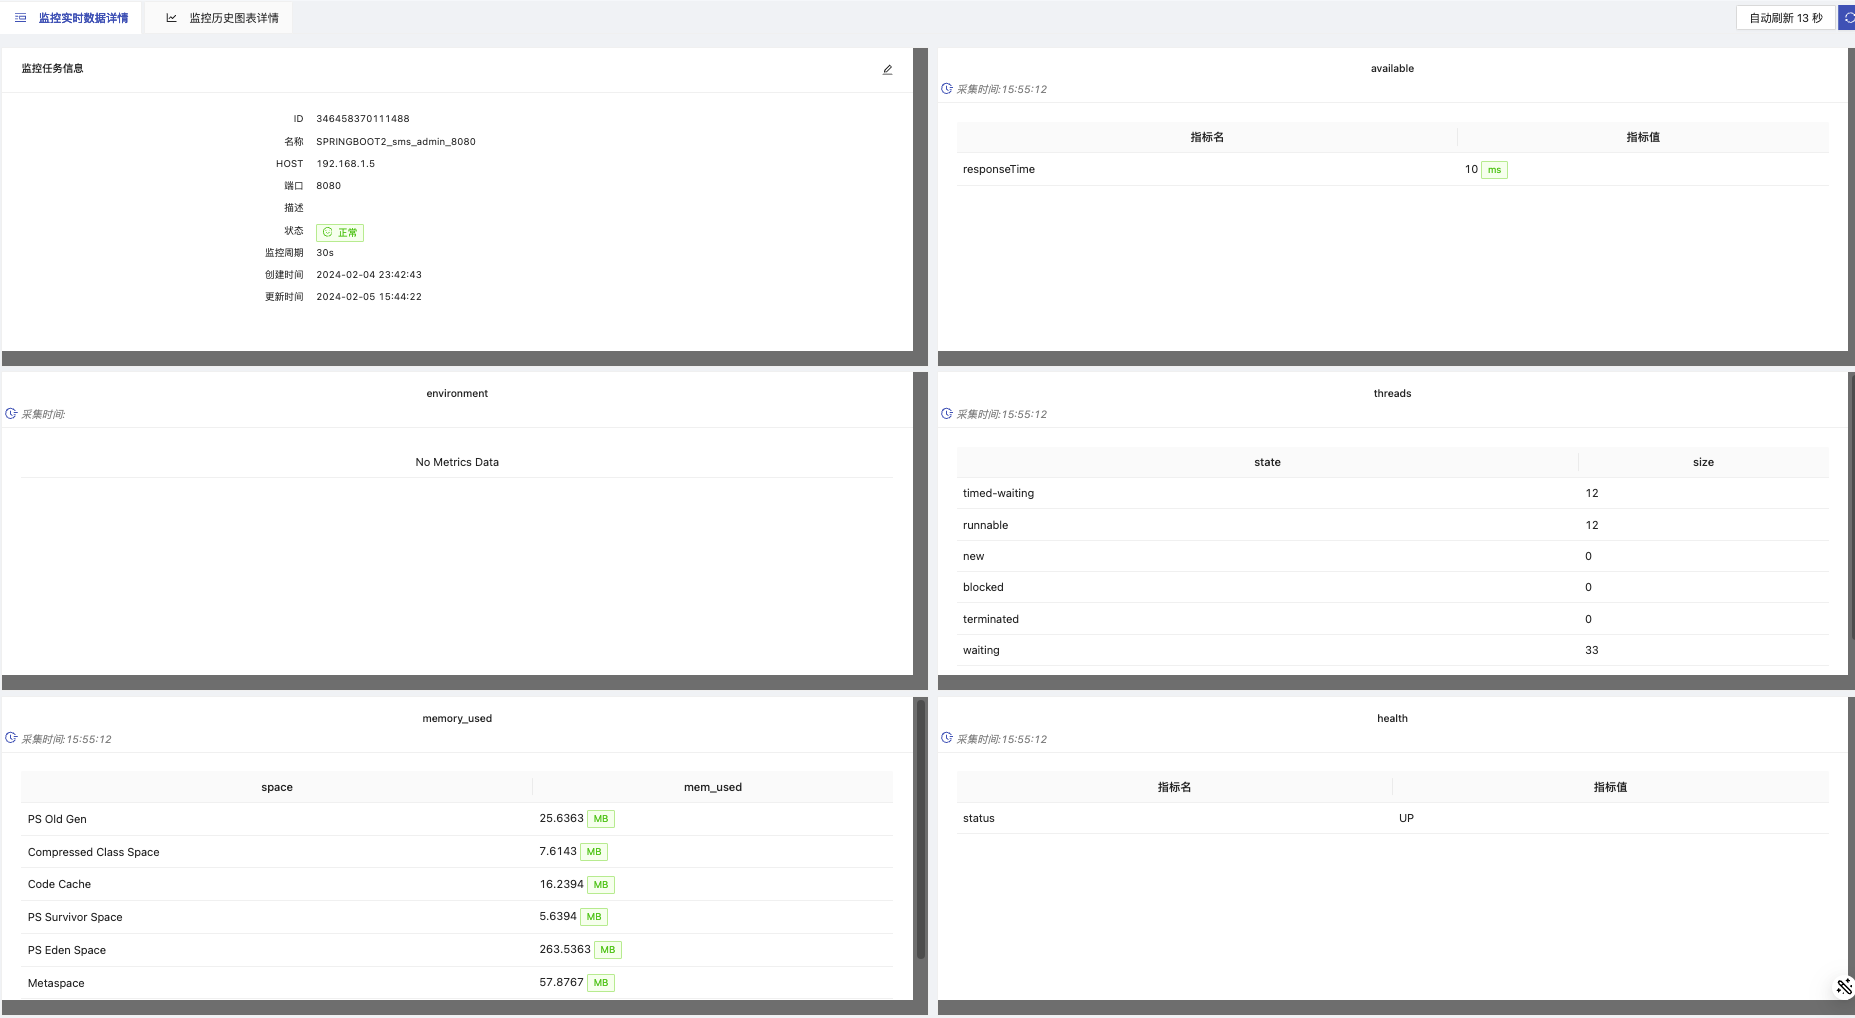 监控实时数据详情
监控历史图表详情
自动刷新 13 秒
监控任务信息
ID 346458370111488
名称 SPRINGBOOT2_sms_admin_8080
HOST 192.168.1.5
端口 8080
描述
状态 正常
监控周期 30s
创建时间 2024-02-04 23:42:43
更新时间 2024-02-05 15:44:22
available
采集时间:15:55:12
指标名 指标值
responseTime 10 ms
environment
采集时间:
No Metrics Data
threads
采集时间:15:55:12
state size
timed-waiting 12
runnable 12
new 0
blocked 0
terminated 0
waiting 33
memory_used
采集时间:15:55:12
space mem_used
PS Old Gen 25.6363 MB
Compressed Class Space 7.6143 MB
Code Cache 16.2394 MB
PS Survivor Space 5.6394 MB
PS Eden Space 263.5363 MB
Metaspace 57.8767 MB
health
采集时间:15:55:12
指标名 指标值
status UP